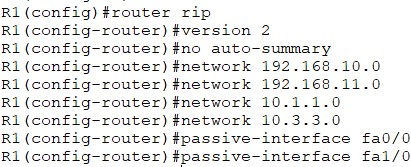 R1(config)#router rip
R1(config-router)#version 2
R1(config-router)#no auto-summary
R1(config-router)#network 192.168.10.0
R1(config-router)#network 192.168.11.0
R1(config-router)#network 10.1.1.0
R1(config-router)#network 10.3.3.0
R1(config-router)#passive-interface fa0/0
R1(config-router)#passive-interface fa1/0